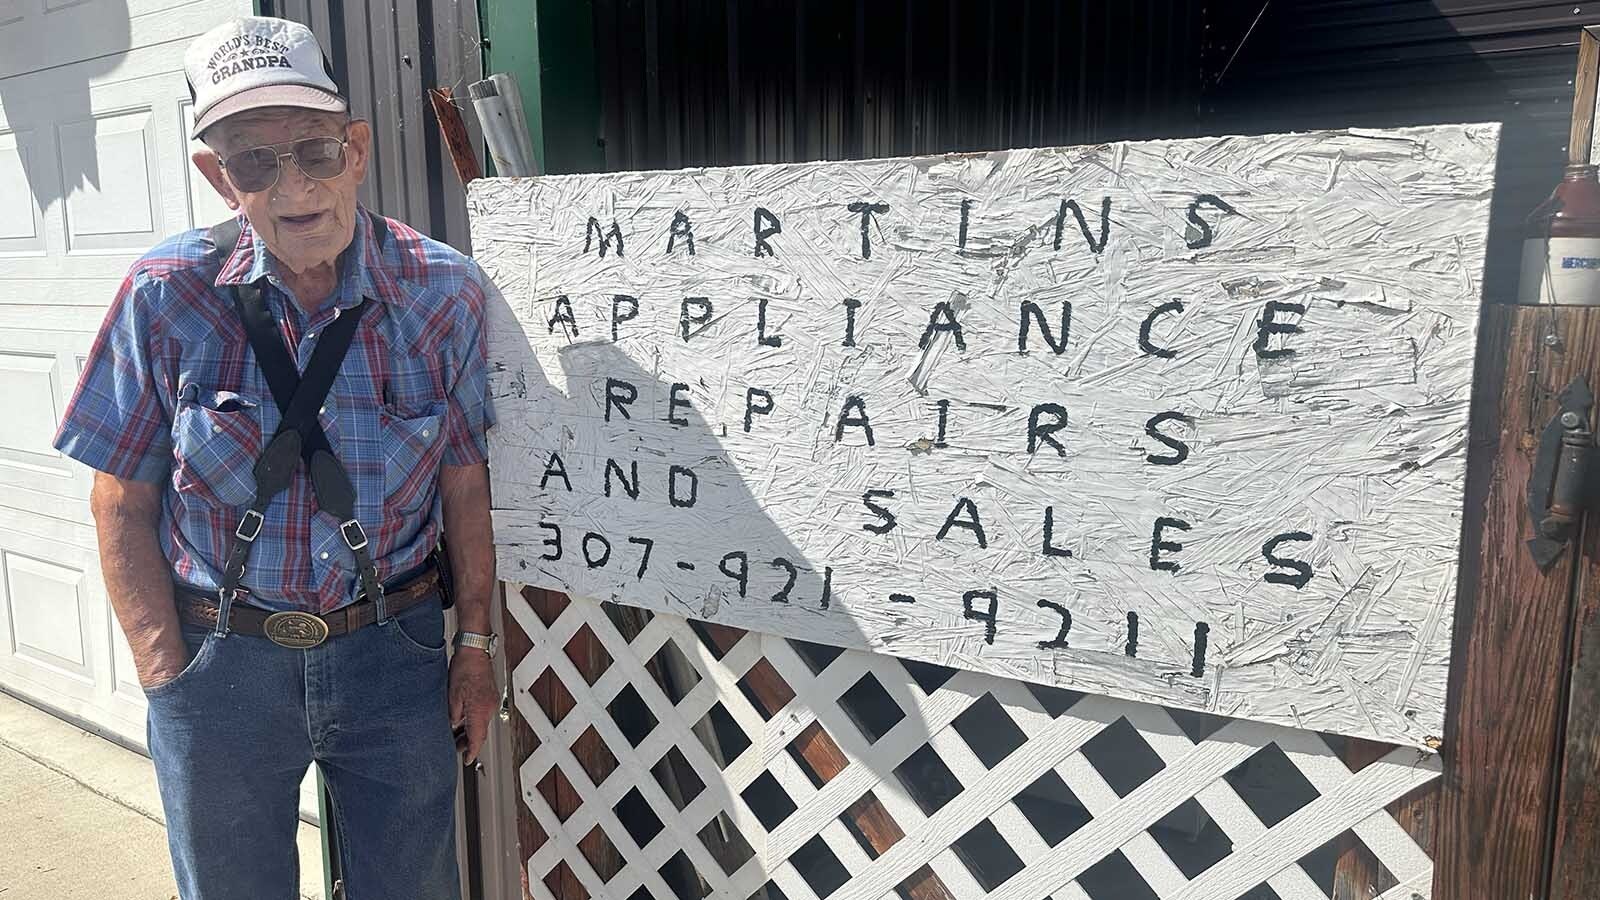 WORLD'S BEST
GRANDPA
MARTINS
APPLIANCE
REPAIRS
AND SALES
307-921-9211